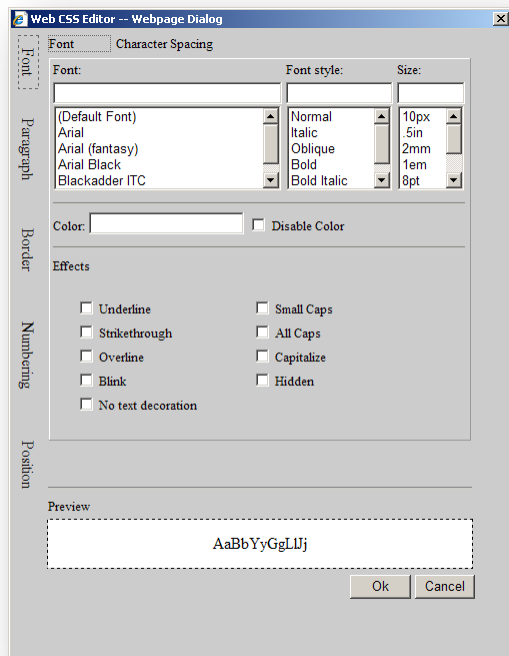 Web CSS Editor -- Webpage Dialog
Font Character Spacing
Font
Paragraph
Border
Numbering
Position
Font: Font style: Size:
(Default Font) Normal 10px
Arial Italic .5in
Arial (fantasy) Oblique 2mm
Arial Black Bold 1em
Blackadder ITC Bold Italic 8pt
Color: Disable Color
Effects
Underline Small Caps
Strikethrough All Caps
Overline Capitalize
Blink Hidden
No text decoration
Preview
AaBbYyGgLlJj
Ok Cancel